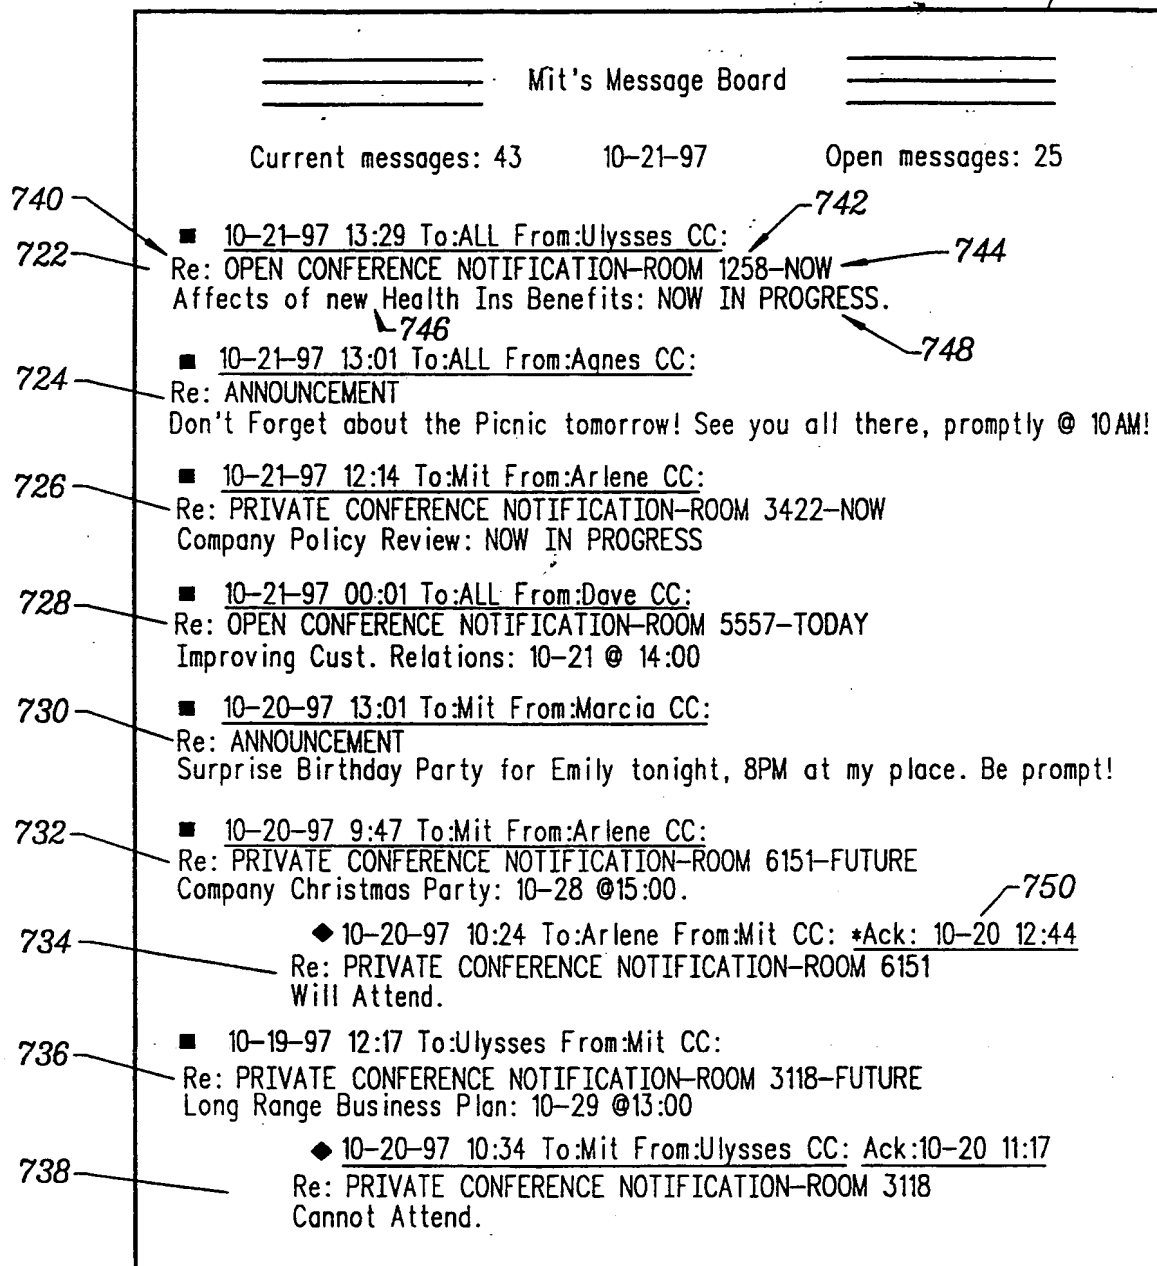 Mit's Message Board
Current messages: 43 10-21-97 Open messages: 25
740 742
■ 10-21-97 13:29 To:ALL From:Ulysses CC:
722 Re: OPEN CONFERENCE NOTIFICATION-ROOM 1258-NOW 744
Affects of new Health Ins Benefits: NOW IN PROGRESS.
746 748
■ 10-21-97 13:01 To:ALL From:Agnes CC:
724 Re: ANNOUNCEMENT
Don't Forget about the Picnic tomorrow! See you all there, promptly @ 10AM!
■ 10-21-97 12:14 To:Mit From:Arlene CC:
726 Re: PRIVATE CONFERENCE NOTIFICATION-ROOM 3422-NOW
Company Policy Review: NOW IN PROGRESS
■ 10-21-97 00:01 To:ALL From:Dave CC:
728 Re: OPEN CONFERENCE NOTIFICATION-ROOM 5557-TODAY
Improving Cust. Relations: 10-21 @ 14:00
■ 10-20-97 13:01 To:Mit From:Marcia CC:
730 Re: ANNOUNCEMENT
Surprise Birthday Party for Emily tonight, 8PM at my place. Be prompt!
■ 10-20-97 9:47 To:Mit From:Arlene CC:
732 Re: PRIVATE CONFERENCE NOTIFICATION-ROOM 6151-FUTURE
Company Christmas Party: 10-28 @15:00.
750
◆ 10-20-97 10:24 To:Arlene From:Mit CC: *Ack: 10-20 12:44
734 Re: PRIVATE CONFERENCE NOTIFICATION-ROOM 6151
Will Attend.
■ 10-19-97 12:17 To:Ulysses From:Mit CC:
736 Re: PRIVATE CONFERENCE NOTIFICATION-ROOM 3118-FUTURE
Long Range Business Plan: 10-29 @13:00
◆ 10-20-97 10:34 To:Mit From:Ulysses CC: Ack:10-20 11:17
738 Re: PRIVATE CONFERENCE NOTIFICATION-ROOM 3118
Cannot Attend.